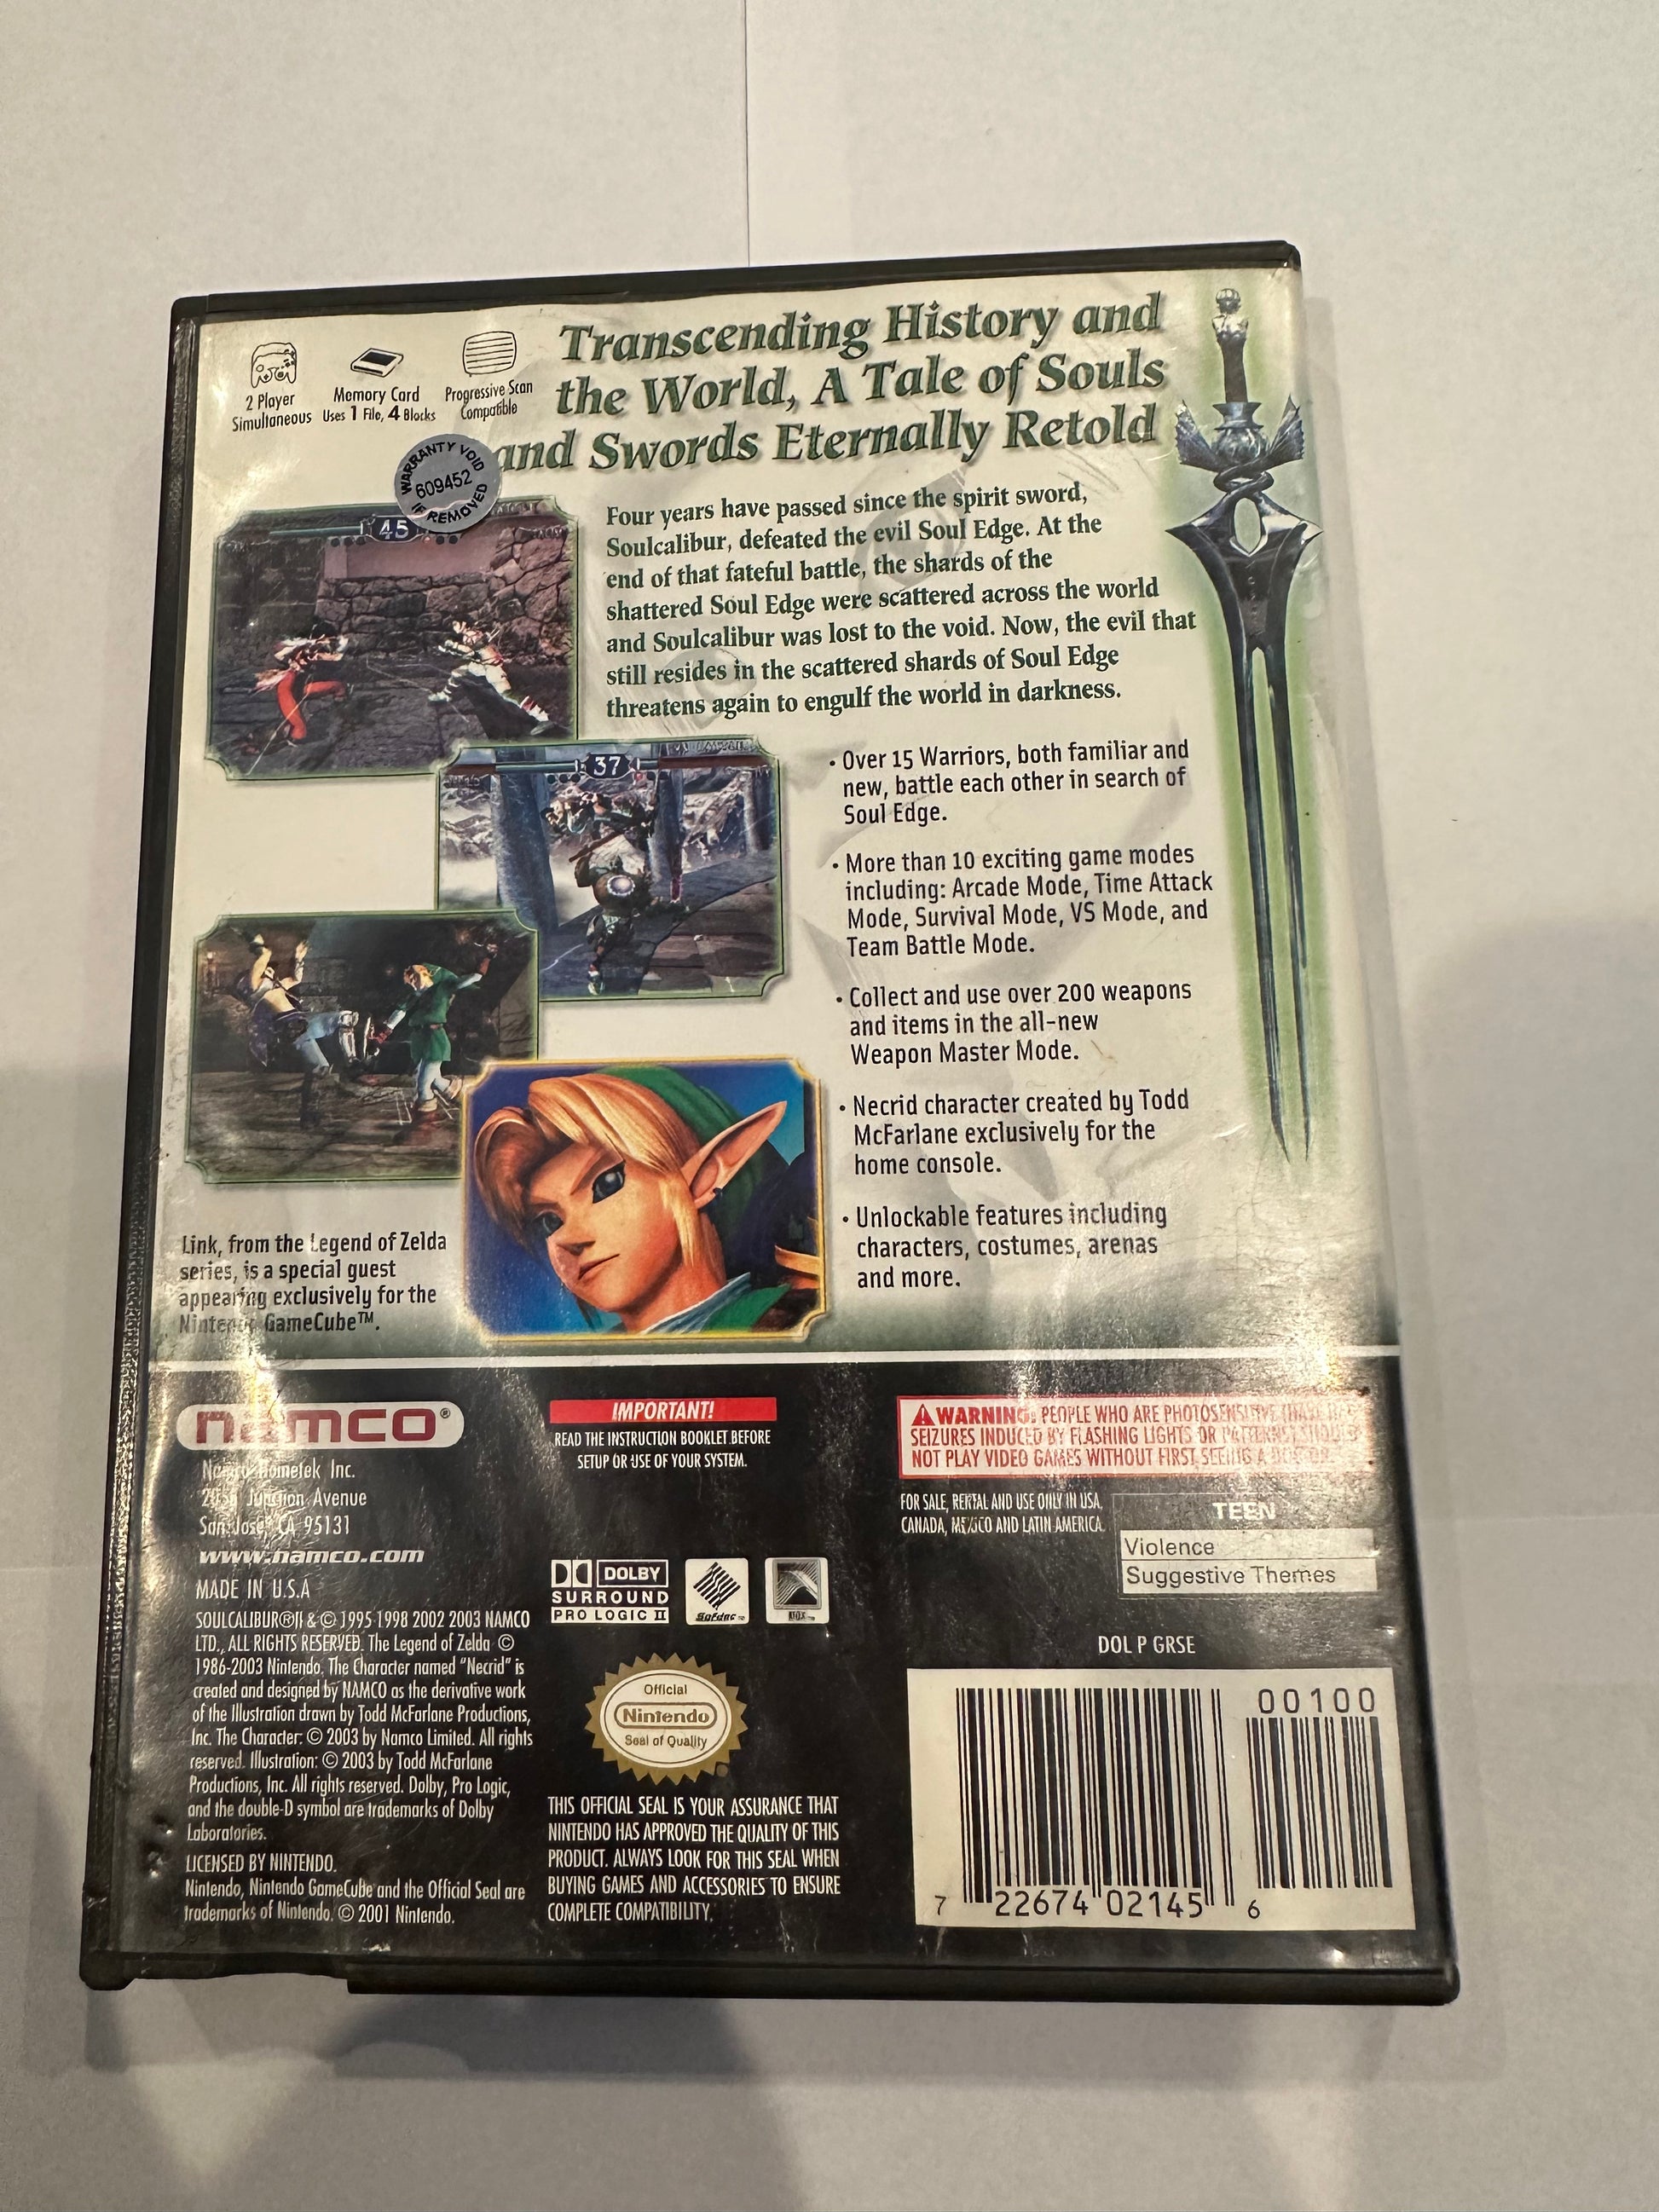 2 Player
Simultaneous
Memory Card
Uses 1 File, 4 Blocks
Progressive Scan
Compatible
Transcending History and
the World, A Tale of Souls
and Swords Eternally Retold
WARRANTY VOID
609452
IF REMOVED
45
Four years have passed since the spirit sword,
Soulcalibur, defeated the evil Soul Edge. At the
end of that fateful battle, the shards of the
shattered Soul Edge were scattered across the world
and Soulcalibur was lost to the void. Now, the evil that
still resides in the scattered shards of Soul Edge
threatens again to engulf the world in darkness.
37
• Over 15 Warriors, both familiar and
new, battle each other in search of
Soul Edge.
• More than 10 exciting game modes
including: Arcade Mode, Time Attack
Mode, Survival Mode, VS Mode, and
Team Battle Mode.
• Collect and use over 200 weapons
and items in the all-new
Weapon Master Mode.
• Necrid character created by Todd
McFarlane exclusively for the
home console.
• Unlockable features including
characters, costumes, arenas
and more.
Link, from the Legend of Zelda
series, is a special guest
appearing exclusively for the
Nintendo GameCube™.
namco®
Namco Hometek Inc.
Junction Avenue
San Jose, CA 95131
www.namco.com
MADE IN U.S.A
SOULCALIBUR®II & © 1995 1998 2002 2003 NAMCO
LTD., ALL RIGHTS RESERVED. The Legend of Zelda ©
1986-2003 Nintendo. The Character named "Necrid" is
created and designed by NAMCO as the derivative work
of the Illustration drawn by Todd McFarlane Productions,
Inc. The Character: © 2003 by Namco Limited. All rights
reserved. Illustration: © 2003 by Todd McFarlane
Productions, Inc. All rights reserved. Dolby, Pro Logic,
and the double-D symbol are trademarks of Dolby
Laboratories.
LICENSED BY NINTENDO.
Nintendo, Nintendo GameCube and the Official Seal are
trademarks of Nintendo. © 2001 Nintendo.
IMPORTANT!
READ THE INSTRUCTION BOOKLET BEFORE
SETUP OR USE OF YOUR SYSTEM.
DOLBY
SURROUND
PRO LOGIC II
Sofdec™
Official
Nintendo
Seal of Quality
THIS OFFICIAL SEAL IS YOUR ASSURANCE THAT
NINTENDO HAS APPROVED THE QUALITY OF THIS
PRODUCT. ALWAYS LOOK FOR THIS SEAL WHEN
BUYING GAMES AND ACCESSORIES TO ENSURE
COMPLETE COMPATIBILITY.
WARNING: PEOPLE WHO ARE PHOTOSENSITIVE
SEIZURES INDUCED BY FLASHING LIGHTS OR PATTERNS) SHOULD
NOT PLAY VIDEO GAMES WITHOUT FIRST SEEING A DOCTOR.
FOR SALE, RENTAL AND USE ONLY IN USA,
CANADA, MEXICO AND LATIN AMERICA.
TEEN
Violence
Suggestive Themes
DOL P GRSE
00100
7 22674 02145 6